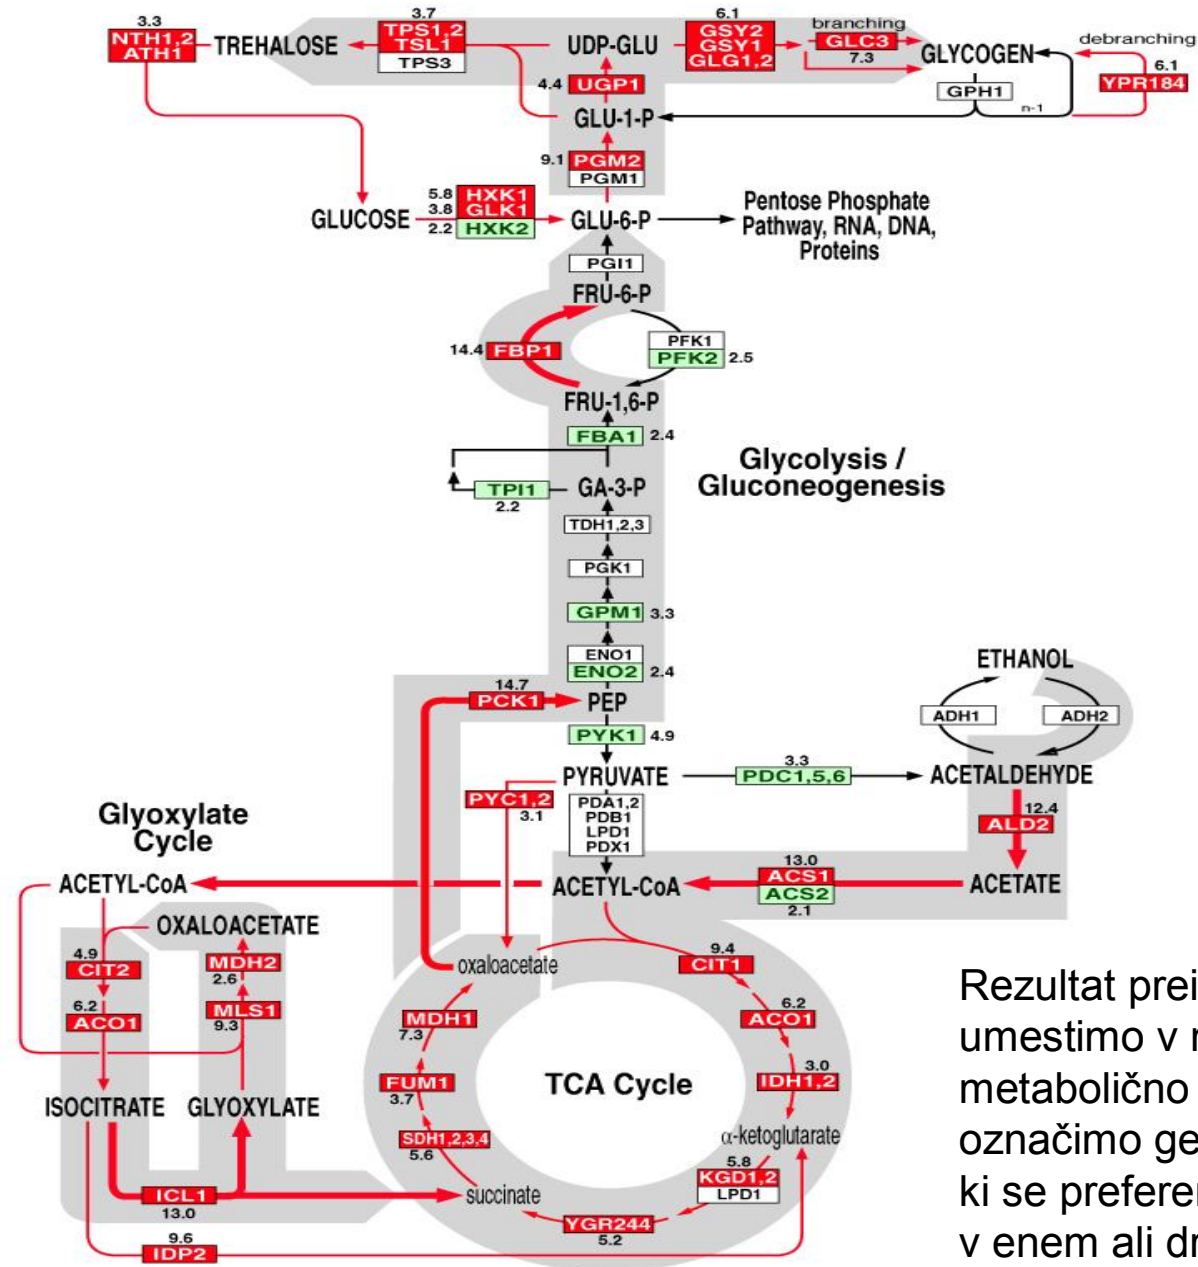 3.3
NTH1,2
ATH1
TREHALOSE
3.7
TPS1,2
TSL1
TPS3
UDP-GLU
6.1
GSY2
GSY1
GLG1,2
branching
GLC3
7.3
GLYCOGEN
debranching
6.1
YPR184
GPH1
n-1
4.4 UGP1
GLU-1-P
9.1 PGM2
PGM1
GLUCOSE
5.8 HXK1
3.8 GLK1
2.2 HXK2
GLU-6-P
Pentose Phosphate
Pathway, RNA, DNA,
Proteins
PGI1
FRU-6-P
14.4 FBP1
PFK1
PFK2 2.5
FRU-1,6-P
FBA1 2.4
Glycolysis /
Gluconeogenesis
TPI1
2.2
GA-3-P
TDH1,2,3
PGK1
GPM1 3.3
ENO1
ENO2 2.4
14.7
PCK1
PEP
PYK1 4.9
ETHANOL
ADH1
ADH2
PYRUVATE
3.3
PDC1,5,6
ACETALDEHYDE
PYC1,2
3.1
PDA1,2
PDB1
LPD1
PDX1
12.4
ALD2
Glyoxylate
Cycle
ACETYL-CoA
ACETYL-CoA
13.0
ACS1
ACS2
2.1
ACETATE
OXALOACETATE
4.9
CIT2
MDH2
2.6
6.2
ACO1
MLS1
9.3
ISOCITRATE
GLYOXYLATE
ICL1
13.0
9.6
IDP2
oxaloacetate
9.4
CIT1
MDH1
7.3
6.2
ACO1
FUM1
3.7
TCA Cycle
3.0
IDH1,2
SDH1,2,3,4
5.6
α-ketoglutarate
succinate
5.8
KGD1,2
LPD1
YGR244
5.2
Rezultat prei
umestimo v
metabolično
označimo ge
ki se preferen
v enem ali dr